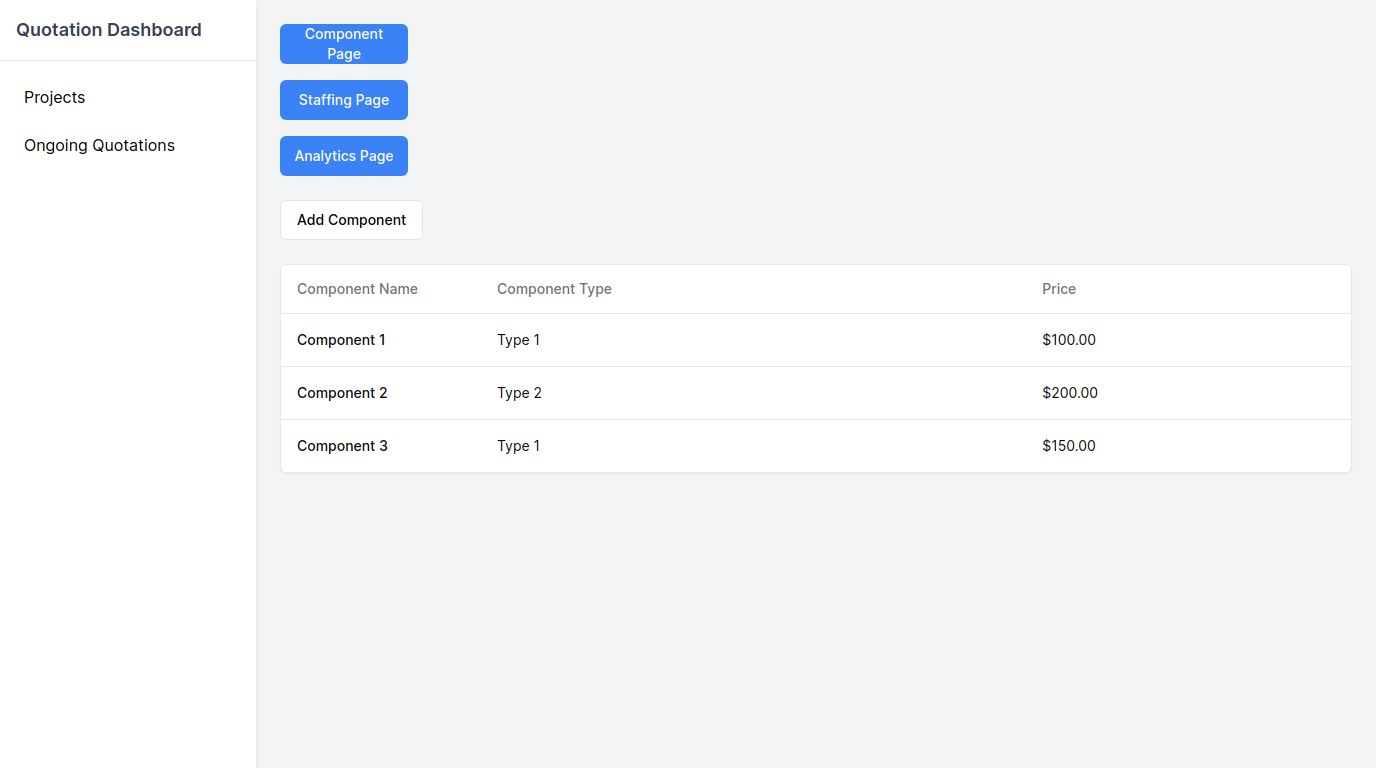 Quotation Dashboard
Projects
Ongoing Quotations
Component
Page
Staffing Page
Analytics Page
Add Component
Component Name Component Type Price
Component 1 Type 1 $100.00
Component 2 Type 2 $200.00
Component 3 Type 1 $150.00